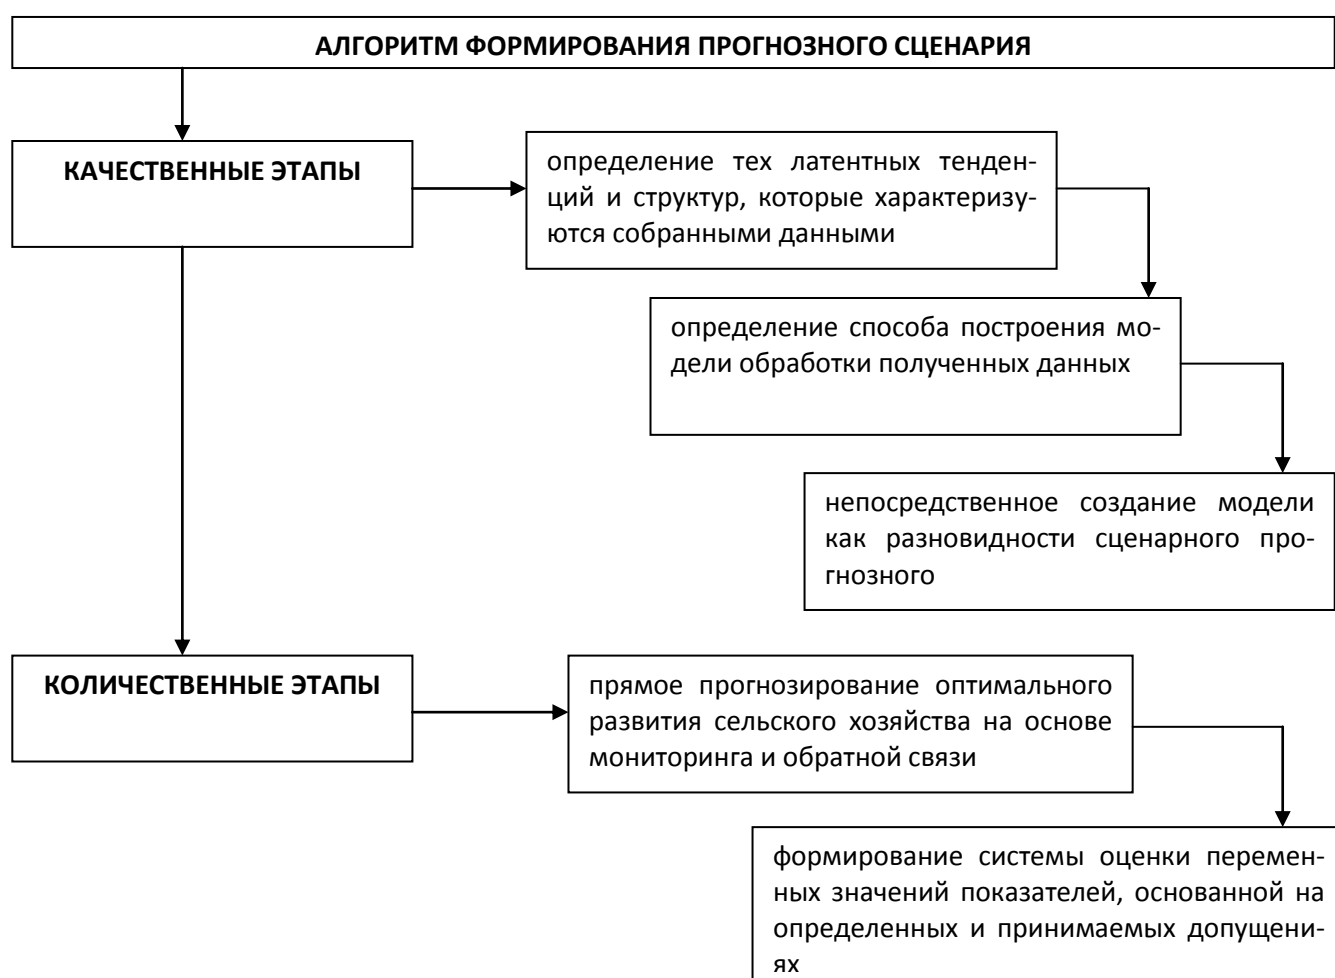 АЛГОРИТМ ФОРМИРОВАНИЯ ПРОГНОЗНОГО СЦЕНАРИЯ
КАЧЕСТВЕННЫЕ ЭТАПЫ
определение тех латентных тенден-
ций и структур, которые характеризу-
ются собранными данными
определение способа построения мо-
дели обработки полученных данных
непосредственное создание модели
как разновидности сценарного про-
гнозного
КОЛИЧЕСТВЕННЫЕ ЭТАПЫ
прямое прогнозирование оптимального
развития сельского хозяйства на основе
мониторинга и обратной связи
формирование системы оценки перемен-
ных значений показателей, основанной на
определенных и принимаемых допущени-
ях